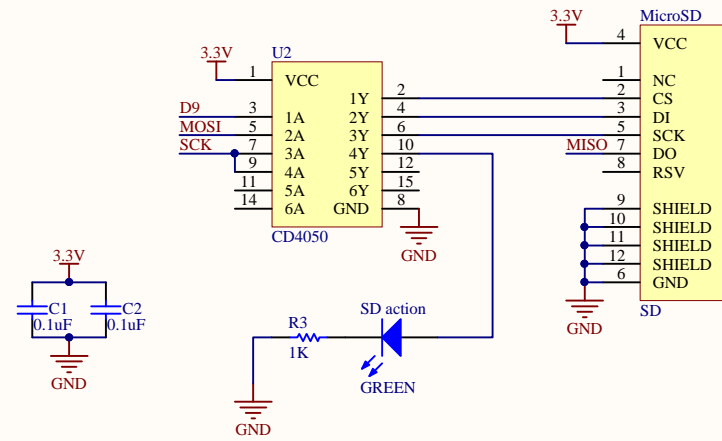 3.3V
U2
1
VCC
D9
3
1A
MOSI
5
2A
SCK
7
3A
9
4A
11
5A
14
6A
1Y
2
2Y
4
3Y
6
4Y
10
5Y
12
6Y
15
GND
8
CD4050
GND
3.3V
MicroSD
4
VCC
1
NC
2
CS
3
DI
5
SCK
MISO
7
DO
8
RSV
9
SHIELD
10
SHIELD
11
SHIELD
12
SHIELD
6
GND
SD
GND
3.3V
C1
0.1uF
C2
0.1uF
GND
R3
1K
SD action
GREEN
GND